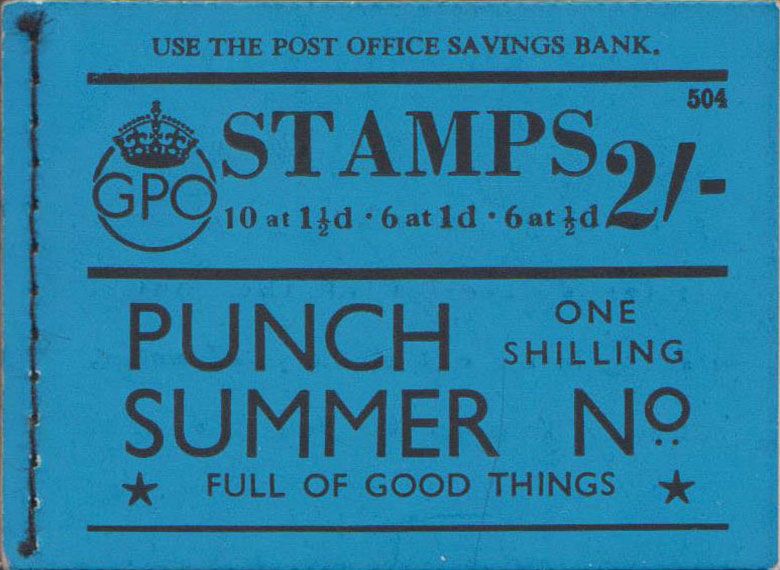 USE THE POST OFFICE SAVINGS BANK.
504
STAMPS 2/-
GPO
10 at 1½d · 6 at 1d · 6 at ½d
PUNCH ONE SHILLING
SUMMER Nº
★ FULL OF GOOD THINGS ★